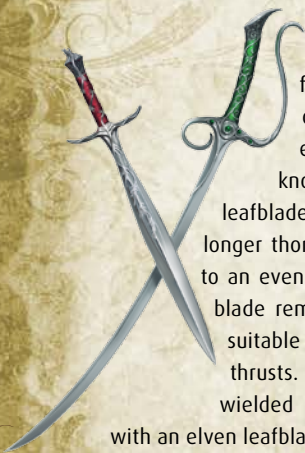 f
e
kno
leafblade
longer thor
to an even
blade rem
suitable
thrusts.
wielded
with an elven leafbla